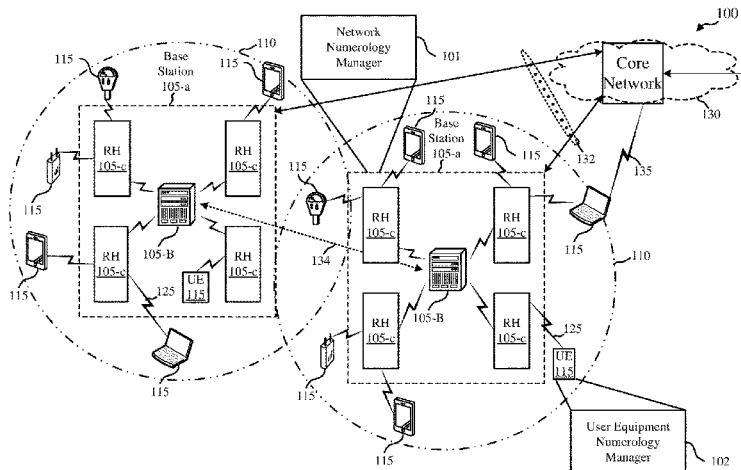 100
110
115
115
Base
Station
105-a
Network
Numerology
Manager
101
Core
Network
130
RH
105-c
RH
105-c
115
105-B
RH
105-c
RH
105-c
UE
115
115
125
115
134
115
Base
Station
105-a
115
115
132
135
115
110
RH
105-c
RH
105-c
105-B
RH
105-c
RH
105-c
115
115
125
UE
115
User Equipment
Numerology
Manager
102